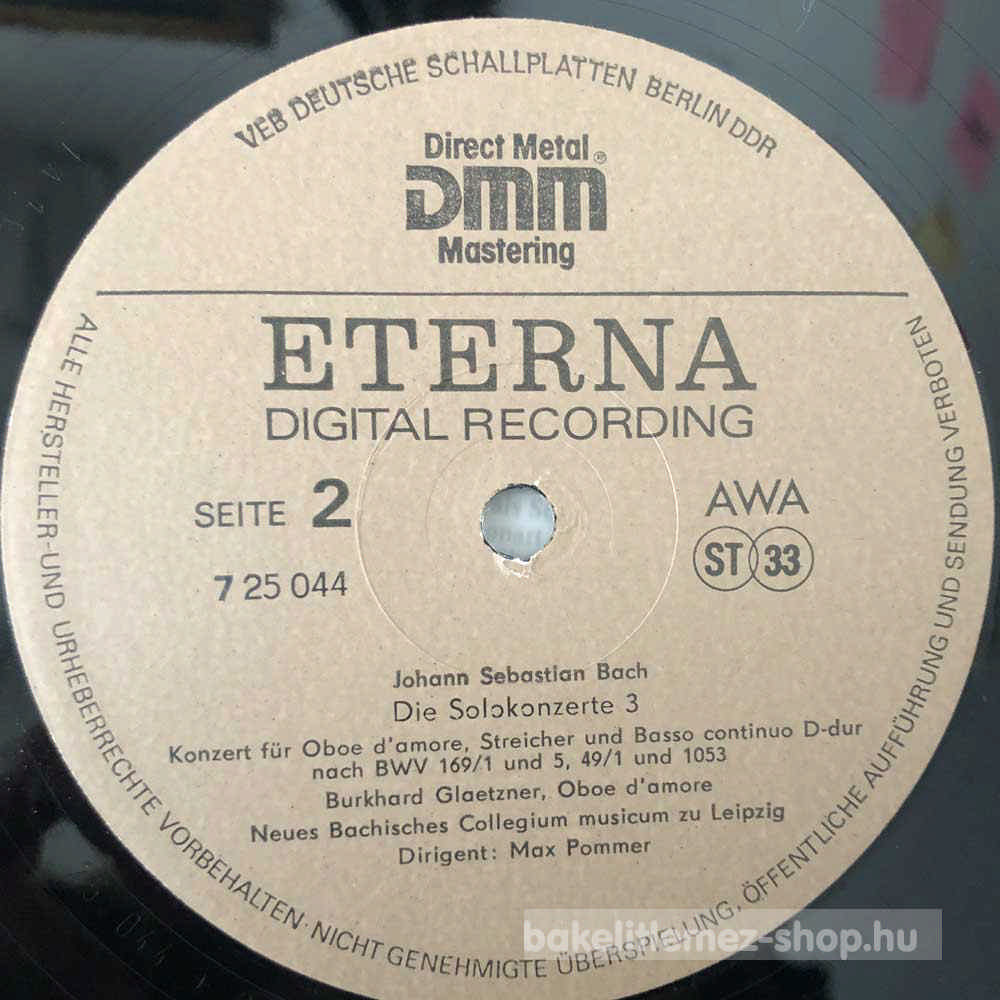 VEB DEUTSCHE SCHALLPLATTEN BERLIN DDR
Direct Metal
DMM®
Mastering
ETERNA
DIGITAL RECORDING
SEITE 2
AWA
7 25 044
ST 33
Johann Sebastian Bach
Die Solokonzerte 3
Konzert für Oboe d'amore, Streicher und Basso continuo D-dur
nach BWV 169/1 und 5, 49/1 und 1053
Burkhard Glaetzner, Oboe d'amore
Neues Bachisches Collegium musicum zu Leipzig
Dirigent: Max Pommer
ALLE HERSTELLER-UND URHEBERRECHTE VORBEHALTEN·NICHT GENEHMIGTE ÜBERSPIELUNG, ÖFFENTLICHE AUFFÜHRUNG UND SENDUNG VERBOTEN
bakelitlemez-shop.hu